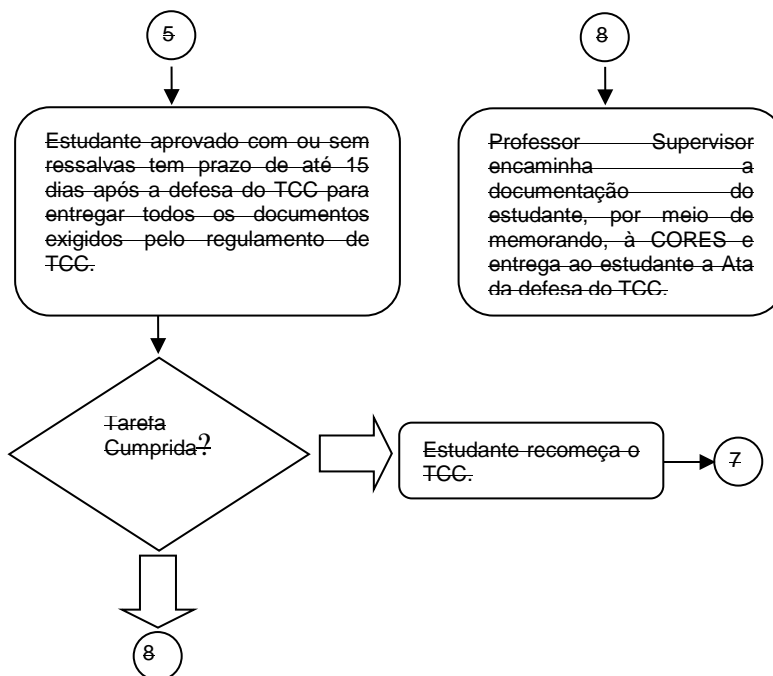 5
Estudante aprovado com ou sem
ressalvas tem prazo de até 15
dias após a defesa do TCC para
entregar todos os documentos
exigidos pelo regulamento de
TCC.
Tarefa
Cumprida?
Estudante recomeça o
TCC.
7
8
8
Professor Supervisor
encaminha a
documentação do
estudante, por meio de
memorando, à CORES e
entrega ao estudante a Ata
da defesa do TCC.